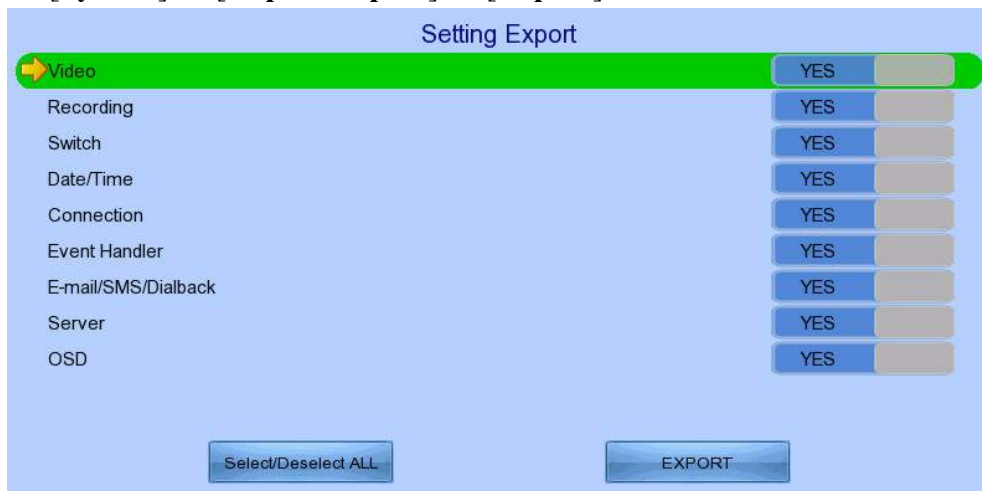 Setting Export
Video YES
Recording YES
Switch YES
Date/Time YES
Connection YES
Event Handler YES
E-mail/SMS/Dialback YES
Server YES
OSD YES
Select/Deselect ALL EXPORT